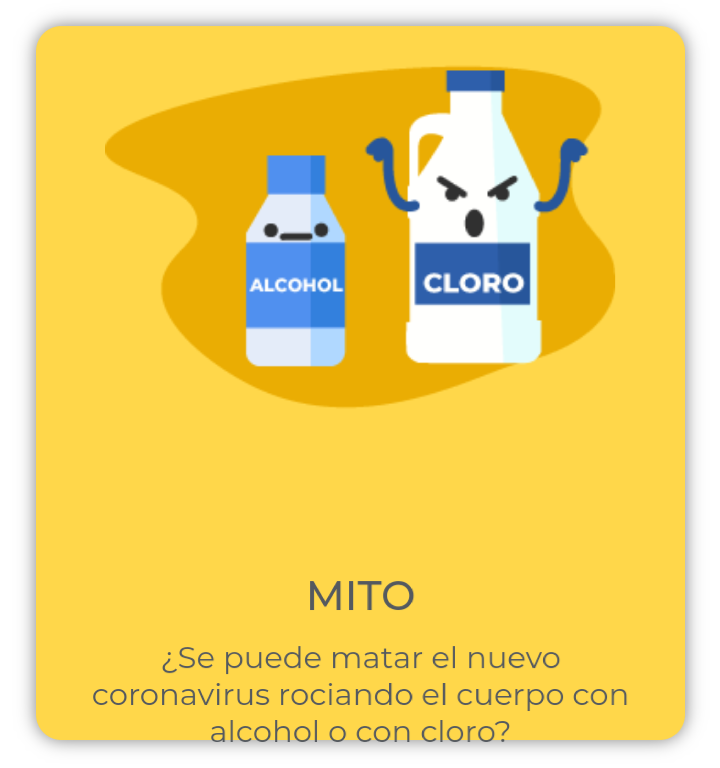 ALCOHOL
CLORO
MITO
¿Se puede matar el nuevo
coronavirus rociando el cuerpo con
alcohol o con cloro?